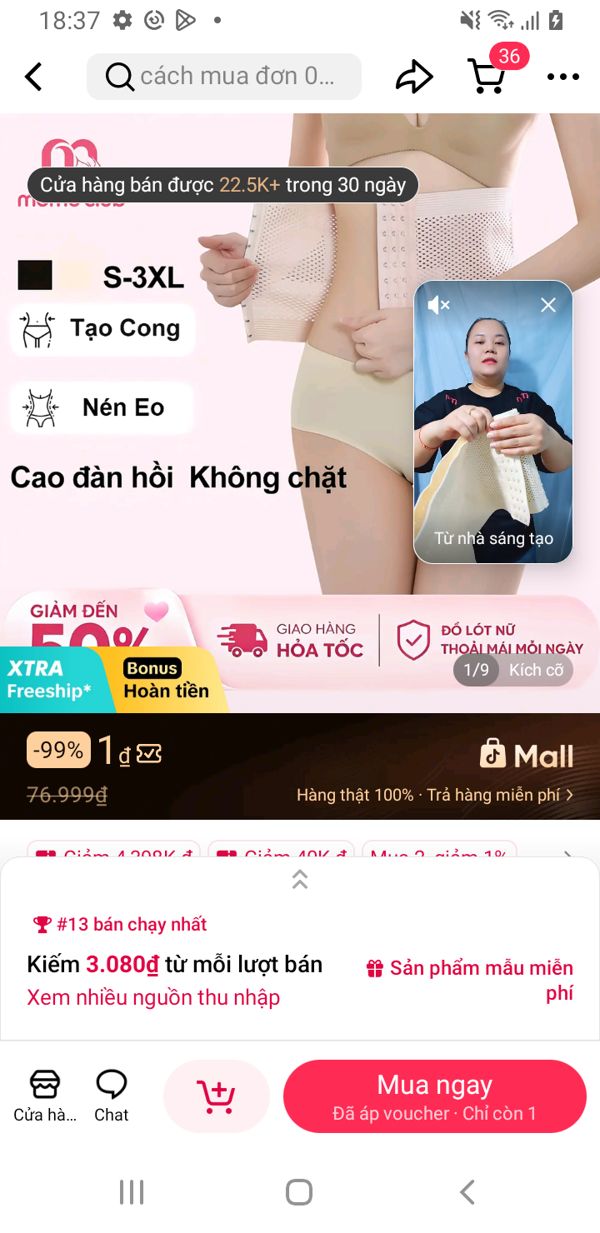 18:37
cách mua đơn 0...
36
Cửa hàng bán được 22.5K+ trong 30 ngày
S-3XL
Tạo Cong
Nén Eo
Cao đàn hồi Không chặt
Từ nhà sáng tạo
GIẢM ĐẾN
50%
GIAO HÀNG
HỎA TỐC
ĐỒ LÓT NỮ
THOẢI MÁI MỖI NGÀY
1/9 Kích cỡ
XTRA
Freeship*
Bonus
Hoàn tiền
-99% 1₫
Mall
76.999₫
Hàng thật 100% · Trả hàng miễn phí >
Mua 2, giảm 1%
#13 bán chạy nhất
Kiếm 3.080₫ từ mỗi lượt bán
Xem nhiều nguồn thu nhập
Sản phẩm mẫu miễn
phí
Cửa hà...
Chat
Mua ngay
Đã áp voucher · Chỉ còn 1